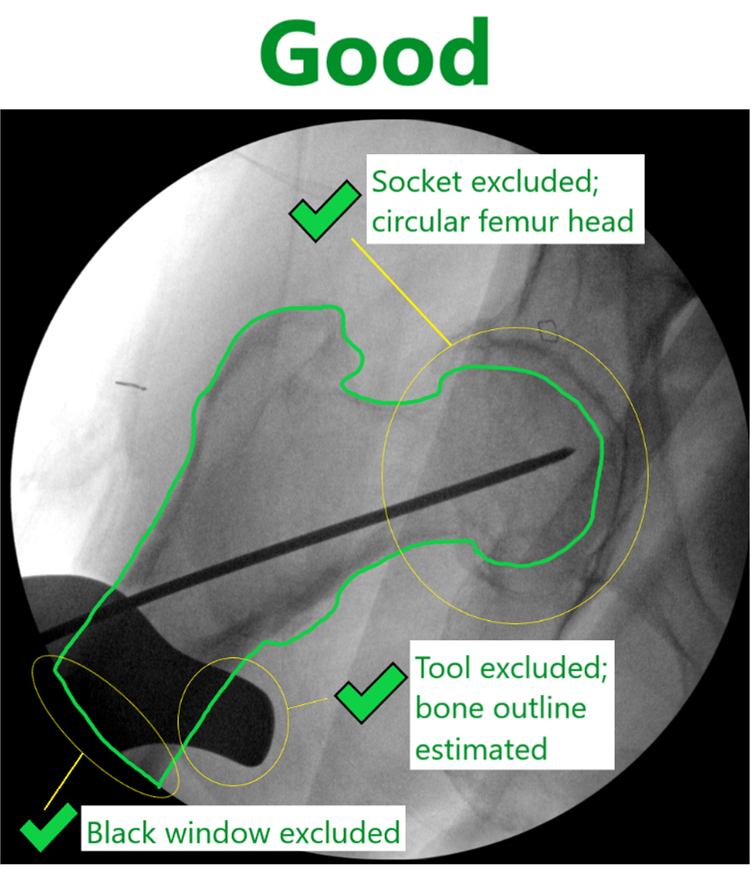 Good
Socket excluded;
circular femur head
Tool excluded;
bone outline
estimated
Black window excluded